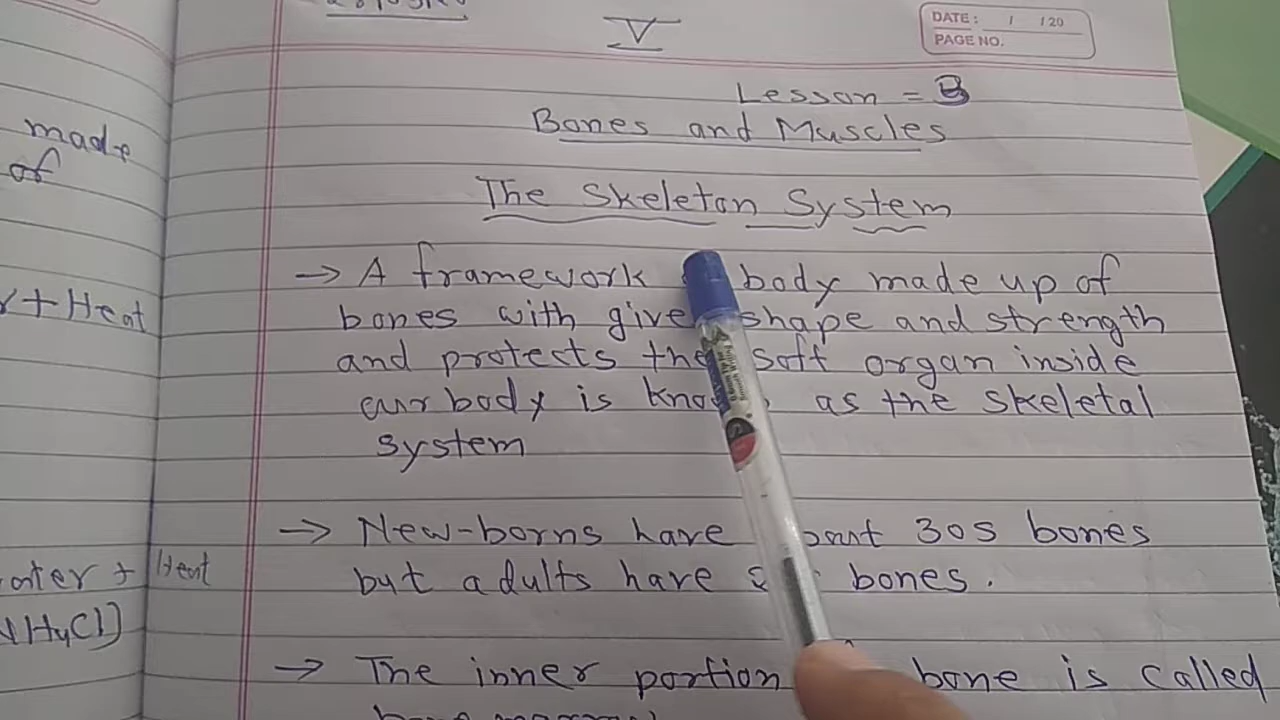 V
DATE: / /20
PAGE NO.
Lesson = 3
Bones and Muscles
The Skeleton System
made
of
→ A framework body made up of
+ Heat
bones with give shape and strength
and protects the soft organ inside
our body is as the skeletal
system
→ New-borns have 305 bones
+ Heat
but adults have bones.
→ The inner portion bone is called